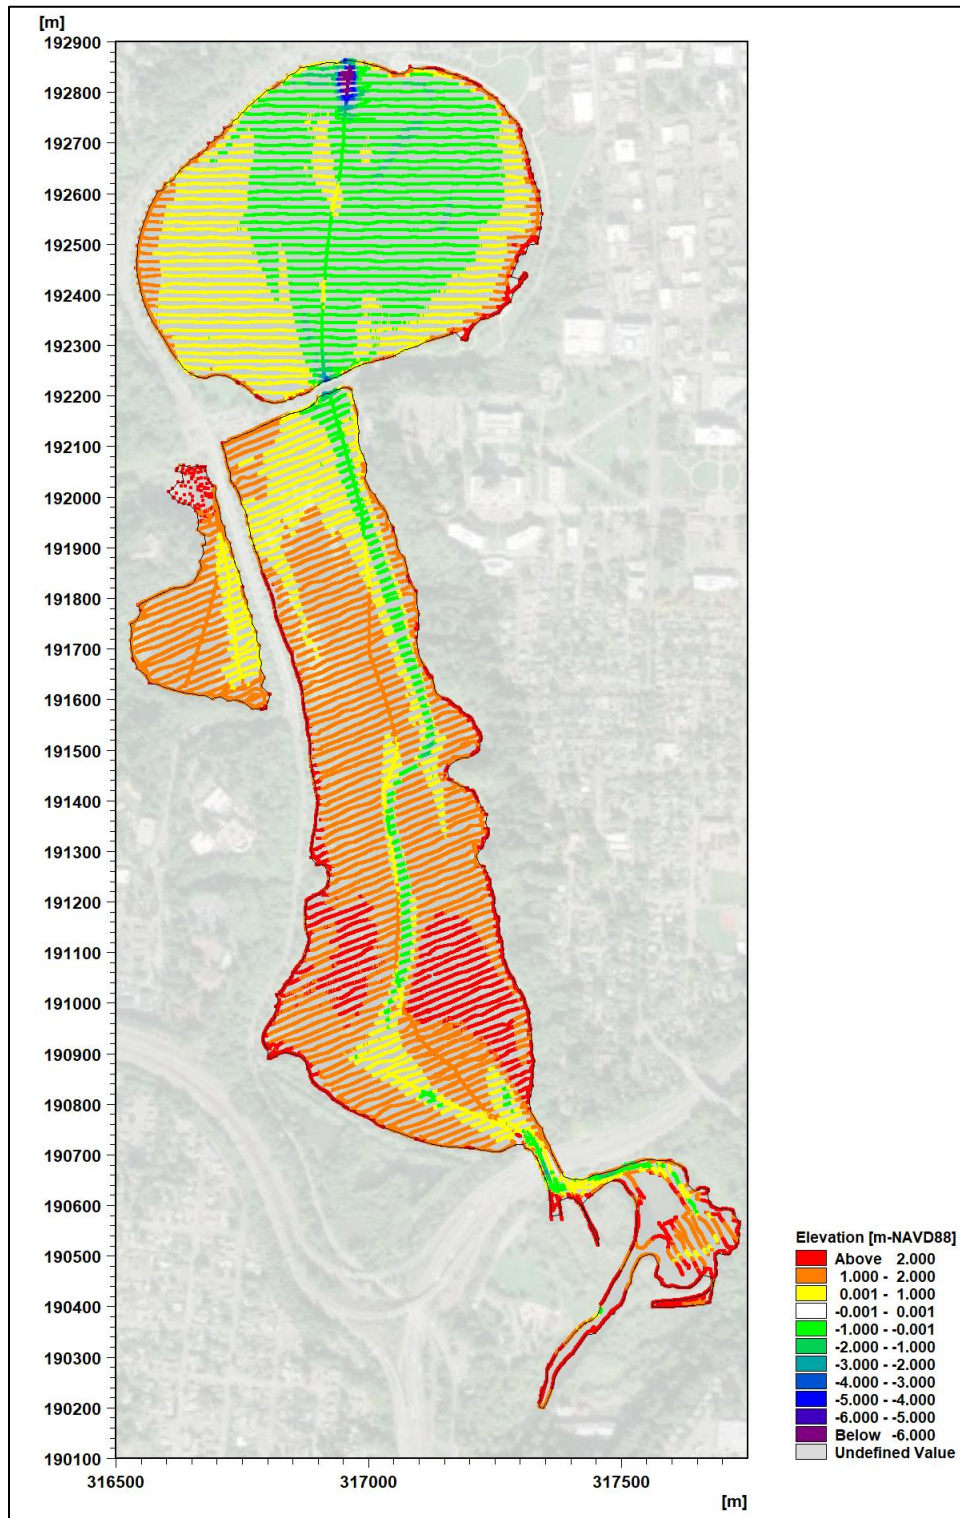 [m]
192900
192800
192700
192600
192500
192400
192300
192200
192100
192000
191900
191800
191700
191600
191500
191400
191300
191200
191100
191000
190900
190800
190700
190600
190500
190400
190300
190200
190100
316500 317000 317500
[m]
Elevation [m-NAVD88]
Above 2.000
1.000 - 2.000
0.001 - 1.000
-0.001 - 0.001
-1.000 - -0.001
-2.000 - -1.000
-3.000 - -2.000
-4.000 - -3.000
-5.000 - -4.000
-6.000 - -5.000
Below -6.000
Undefined Value